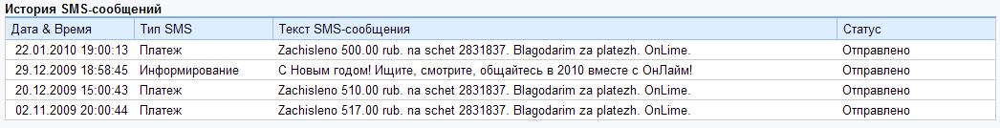 История SMS-сообщений
Дата & Время Тип SMS Текст SMS-сообщения Статус
22.01.2010 19:00:13 Платеж Zachisleno 500.00 rub. na schet 2831837. Blagodarim za platezh. OnLime. Отправлено
29.12.2009 18:58:45 Информирование С Новым годом! Ищите, смотрите, общайтесь в 2010 вместе с ОнЛайм! Отправлено
20.12.2009 15:00:43 Платеж Zachisleno 510.00 rub. na schet 2831837. Blagodarim za platezh. OnLime. Отправлено
02.11.2009 20:00:44 Платеж Zachisleno 517.00 rub. na schet 2831837. Blagodarim za platezh. OnLime. Отправлено